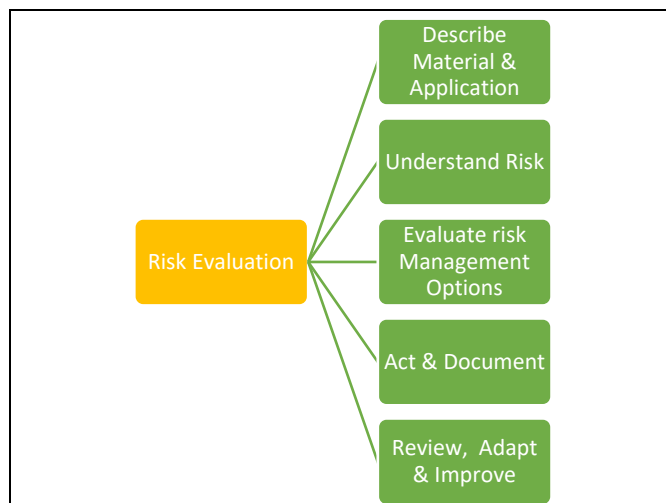 Describe
Material &
Application
Understand Risk
Risk Evaluation
Evaluate risk
Management
Options
Act & Document
Review, Adapt
& Improve